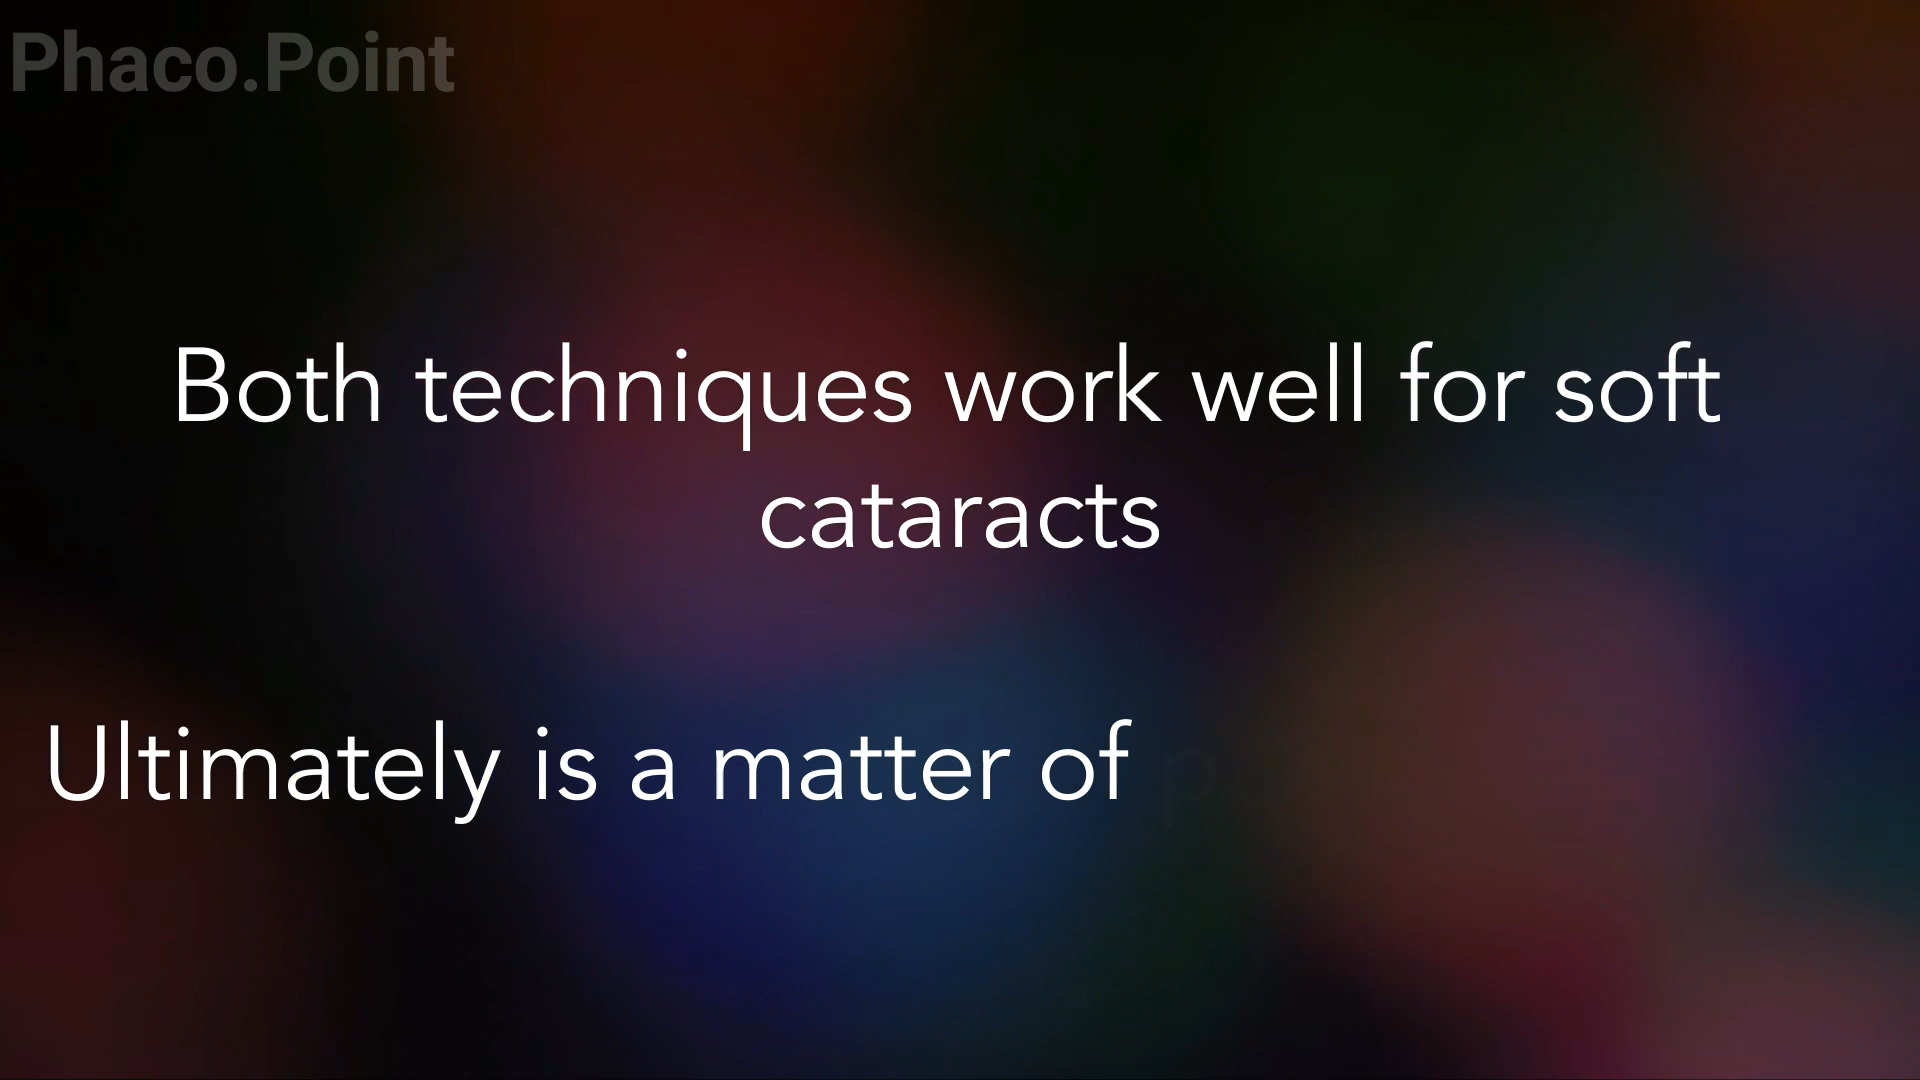 Phaco.Point
Both techniques work well for soft
cataracts
Ultimately is a matter of p